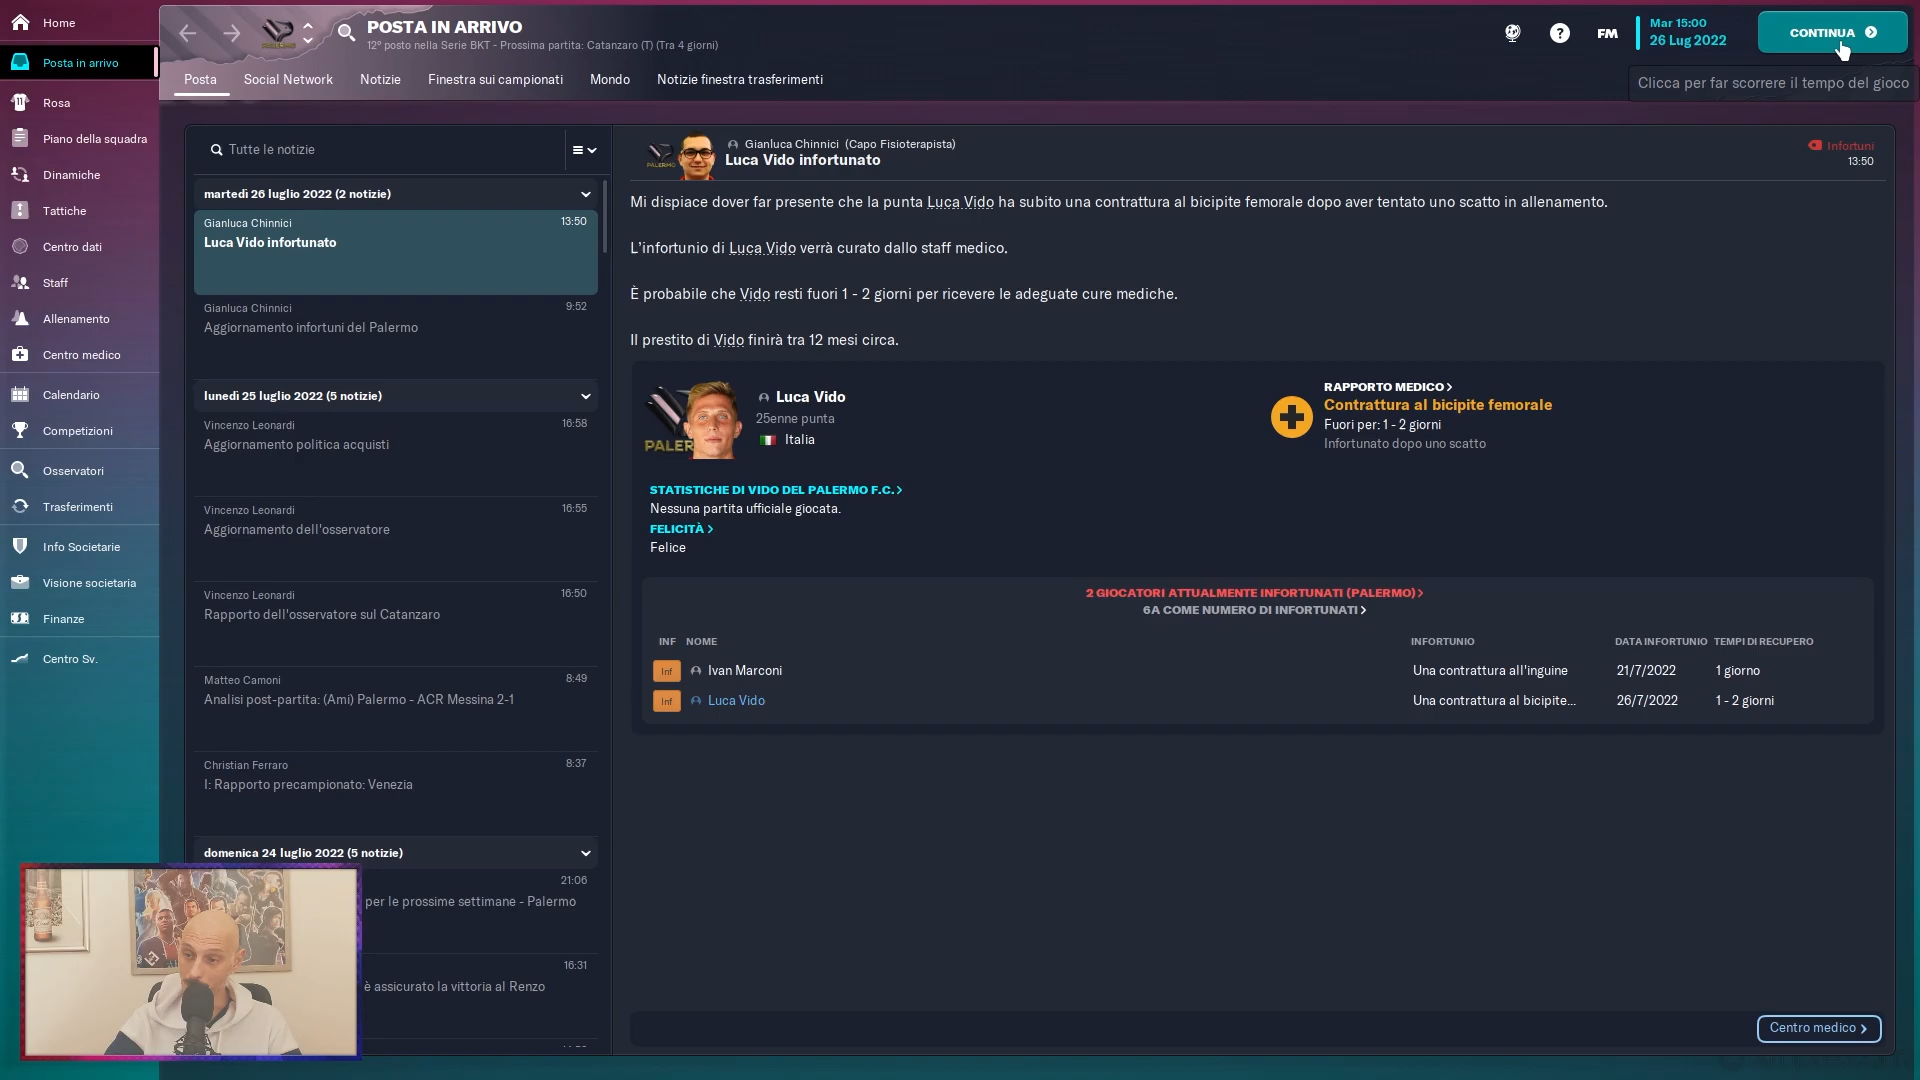 Home
Posta in arrivo
Rosa
Piano della squadra
Dinamiche
Tattiche
Centro dati
Staff
Allenamento
Centro medico
Calendario
Competizioni
Osservatori
Trasferimenti
Info Societarie
Visione societaria
Finanze
Centro Sv.
POSTA IN ARRIVO
12° posto nella Serie BKT - Prossima partita: Catanzaro (T) (Tra 4 giorni)
FM
Mar 15:00
26 Lug 2022
CONTINUA
Clicca per far scorrere il tempo del gioco
Posta Social Network Notizie Finestra sui campionati Mondo Notizie finestra trasferimenti
Tutte le notizie
martedì 26 luglio 2022 (2 notizie)
Gianluca Chinnici 13:50
Luca Vido infortunato
Gianluca Chinnici 9:52
Aggiornamento infortuni del Palermo
lunedì 25 luglio 2022 (5 notizie)
Vincenzo Leonardi 16:58
Aggiornamento politica acquisti
Vincenzo Leonardi 16:55
Aggiornamento dell'osservatore
Vincenzo Leonardi 16:50
Rapporto dell'osservatore sul Catanzaro
Matteo Camoni 8:49
Analisi post-partita: (Ami) Palermo - ACR Messina 2-1
Christian Ferraro 8:37
I: Rapporto precampionato: Venezia
domenica 24 luglio 2022 (5 notizie)
21:06
per le prossime settimane - Palermo
16:31
è assicurato la vittoria al Renzo
Gianluca Chinnici (Capo Fisioterapista)
Luca Vido infortunato
Infortuni
13:50
Mi dispiace dover far presente che la punta Luca Vido ha subito una contrattura al bicipite femorale dopo aver tentato uno scatto in allenamento.
L'infortunio di Luca Vido verrà curato dallo staff medico.
È probabile che Vido resti fuori 1 - 2 giorni per ricevere le adeguate cure mediche.
Il prestito di Vido finirà tra 12 mesi circa.
Luca Vido
25enne punta
Italia
RAPPORTO MEDICO
Contrattura al bicipite femorale
Fuori per: 1 - 2 giorni
Infortunato dopo uno scatto
STATISTICHE DI VIDO DEL PALERMO F.C.
Nessuna partita ufficiale giocata.
FELICITÀ
Felice
2 GIOCATORI ATTUALMENTE INFORTUNATI (PALERMO)
6A COME NUMERO DI INFORTUNATI
INF NOME INFORTUNIO DATA INFORTUNIO TEMPI DI RECUPERO
Inf Ivan Marconi Una contrattura all'inguine 21/7/2022 1 giorno
Inf Luca Vido Una contrattura al bicipite... 26/7/2022 1 - 2 giorni
Centro medico